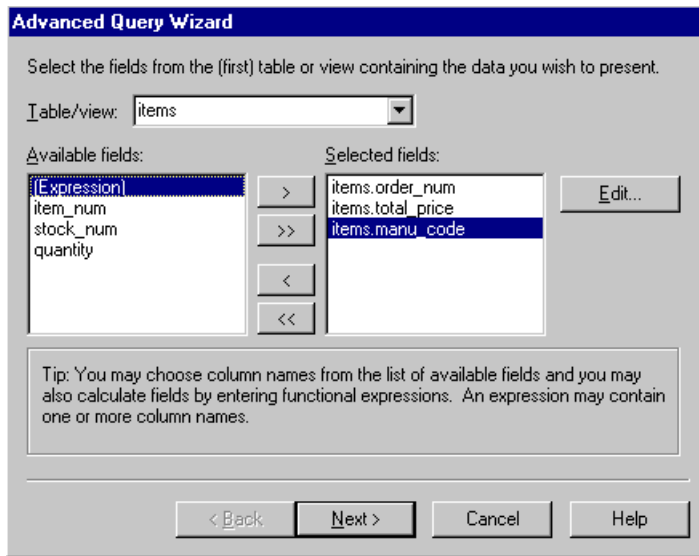 Advanced Query Wizard
Select the fields from the (first) table or view containing the data you wish to present.
Table/view: items
Available fields:
(Expression)
item_num
stock_num
quantity
>
>>
<
<<
Selected fields:
items.order_num
items.total_price
items.manu_code
Edit...
Tip: You may choose column names from the list of available fields and you may
also calculate fields by entering functional expressions. An expression may contain
one or more column names.
< Back
Next >
Cancel
Help